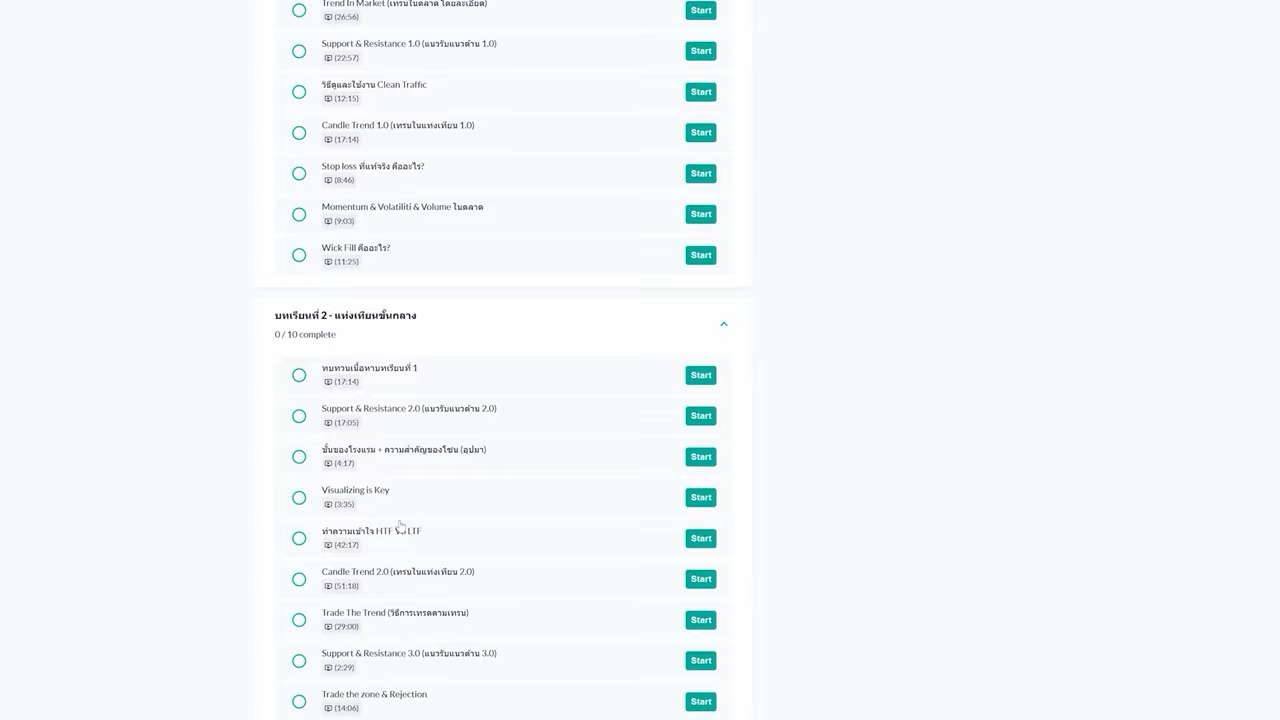 Trend In Market (เทรนในตลาด โดยละเอียด)
(26:56)
Start
Support & Resistance 1.0 (แนวรับแนวต้าน 1.0)
(22:57)
Start
วิธีดูและใช้งาน Clean Traffic
(12:15)
Start
Candle Trend 1.0 (เทรนในแท่งเทียน 1.0)
(17:14)
Start
Stop loss ที่แท้จริง คืออะไร?
(8:46)
Start
Momentum & Volatiliti & Volume ในตลาด
(9:03)
Start
Wick Fill คืออะไร?
(11:25)
Start
บทเรียนที่ 2 - แท่งเทียนขั้นกลาง
0 / 10 complete
ทบทวนเนื้อหาบทเรียนที่ 1
(17:14)
Start
Support & Resistance 2.0 (แนวรับแนวต้าน 2.0)
(17:05)
Start
ชั้นของโรงแรม + ความสำคัญของโซน (อุปมา)
(4:17)
Start
Visualizing is Key
(3:35)
Start
ทำความเข้าใจ HTF Vs LTF
(42:17)
Start
Candle Trend 2.0 (เทรนในแท่งเทียน 2.0)
(51:18)
Start
Trade The Trend (วิธีการเทรดตามเทรน)
(29:00)
Start
Support & Resistance 3.0 (แนวรับแนวต้าน 3.0)
(2:29)
Start
Trade the zone & Rejection
(14:06)
Start